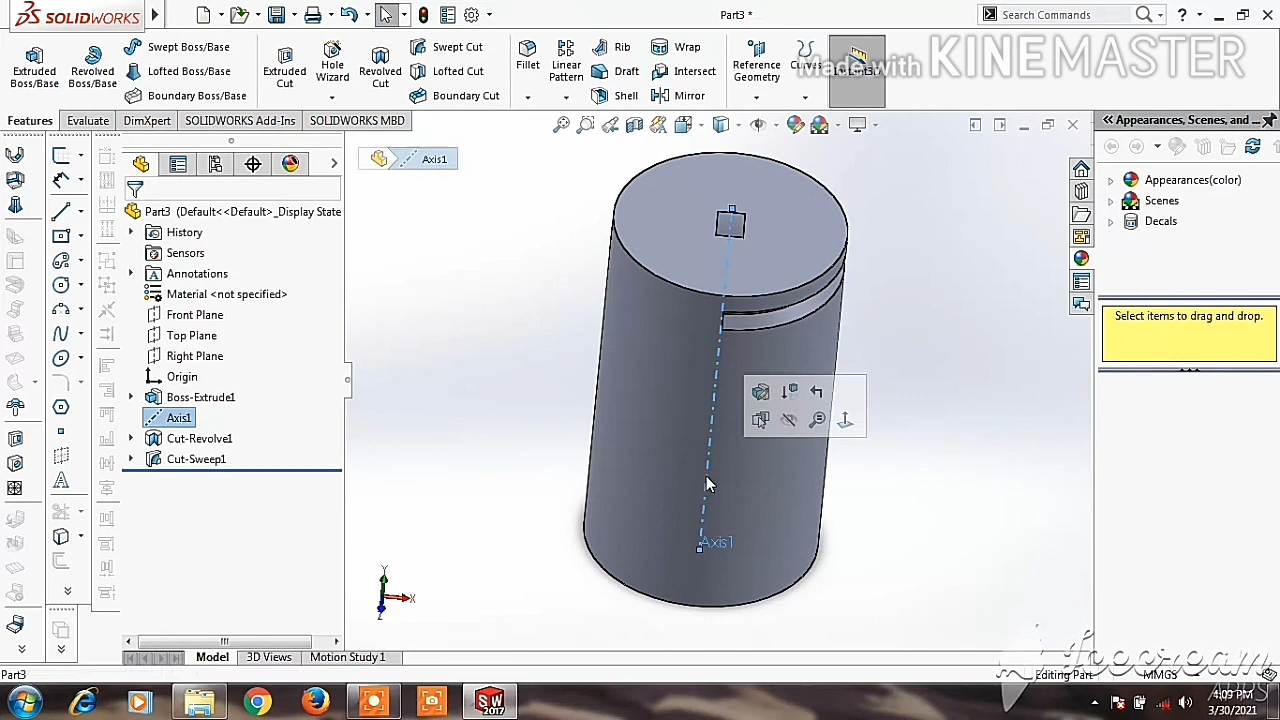 SOLIDWORKS
Part3 *
Search Commands
Made with KINEMASTER
Extruded Boss/Base
Revolved Boss/Base
Swept Boss/Base
Lofted Boss/Base
Boundary Boss/Base
Extruded Cut
Hole Wizard
Revolved Cut
Swept Cut
Lofted Cut
Boundary Cut
Fillet
Linear Pattern
Rib
Draft
Shell
Wrap
Intersect
Mirror
Reference Geometry
Curves
Features
Evaluate
DimXpert
SOLIDWORKS Add-Ins
SOLIDWORKS MBD
Appearances, Scenes, and
Axis1
Part3 (Default<<Default>_Display State
History
Sensors
Annotations
Material <not specified>
Front Plane
Top Plane
Right Plane
Origin
Boss-Extrude1
Axis1
Cut-Revolve1
Cut-Sweep1
Axis1
Y
X
Z
Appearances(color)
Scenes
Decals
Select items to drag and drop.
Model
3D Views
Motion Study 1
Part3
Editing Part
MMGS
SW
2017
4:09 PM
3/30/2021